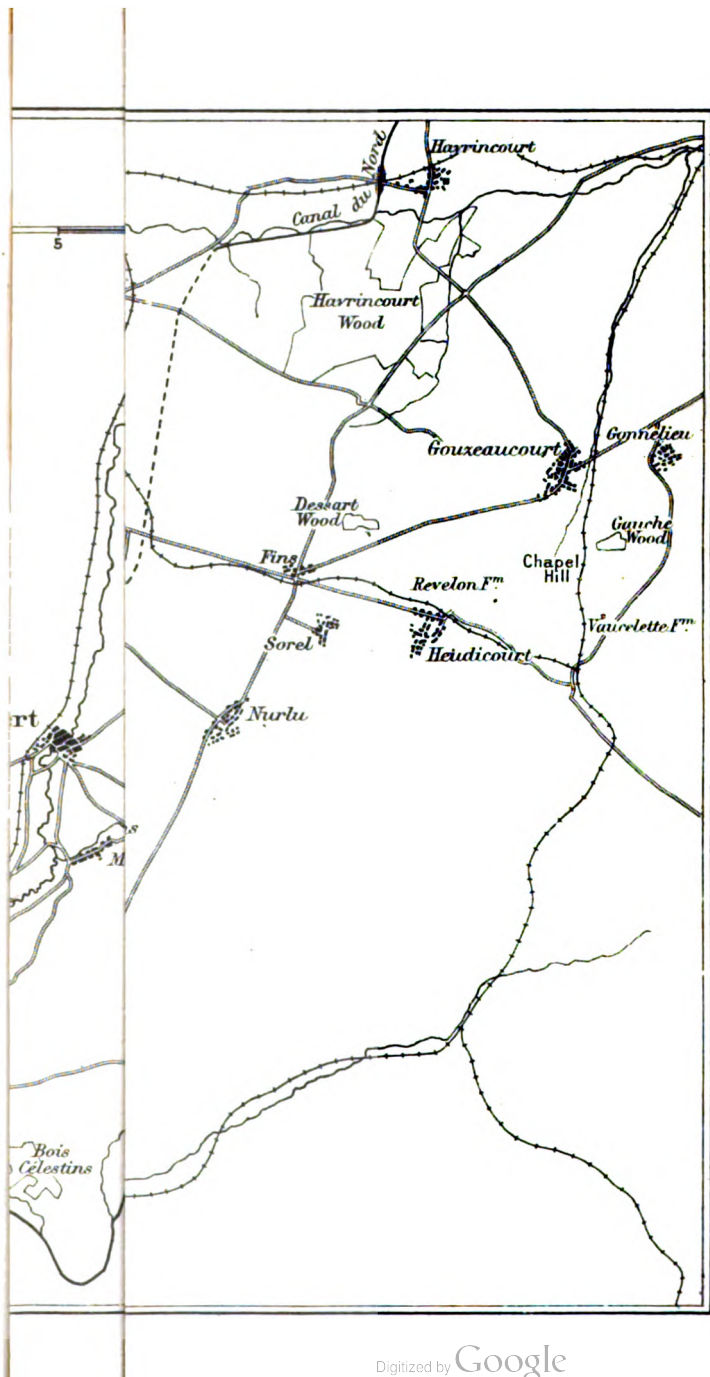 Havrincourt
Canal du Nord
5
Havrincourt
Wood
Gouzeaucourt
Gonnelieu
Dessart
Wood
Gauche
Wood
Fins
Chapel
Hill
Revelon Fm.
Sorel
Vaucelette Fm.
Heudicourt
Nurlu
rt
s
M
Bois
Célestins
Digitized by Google